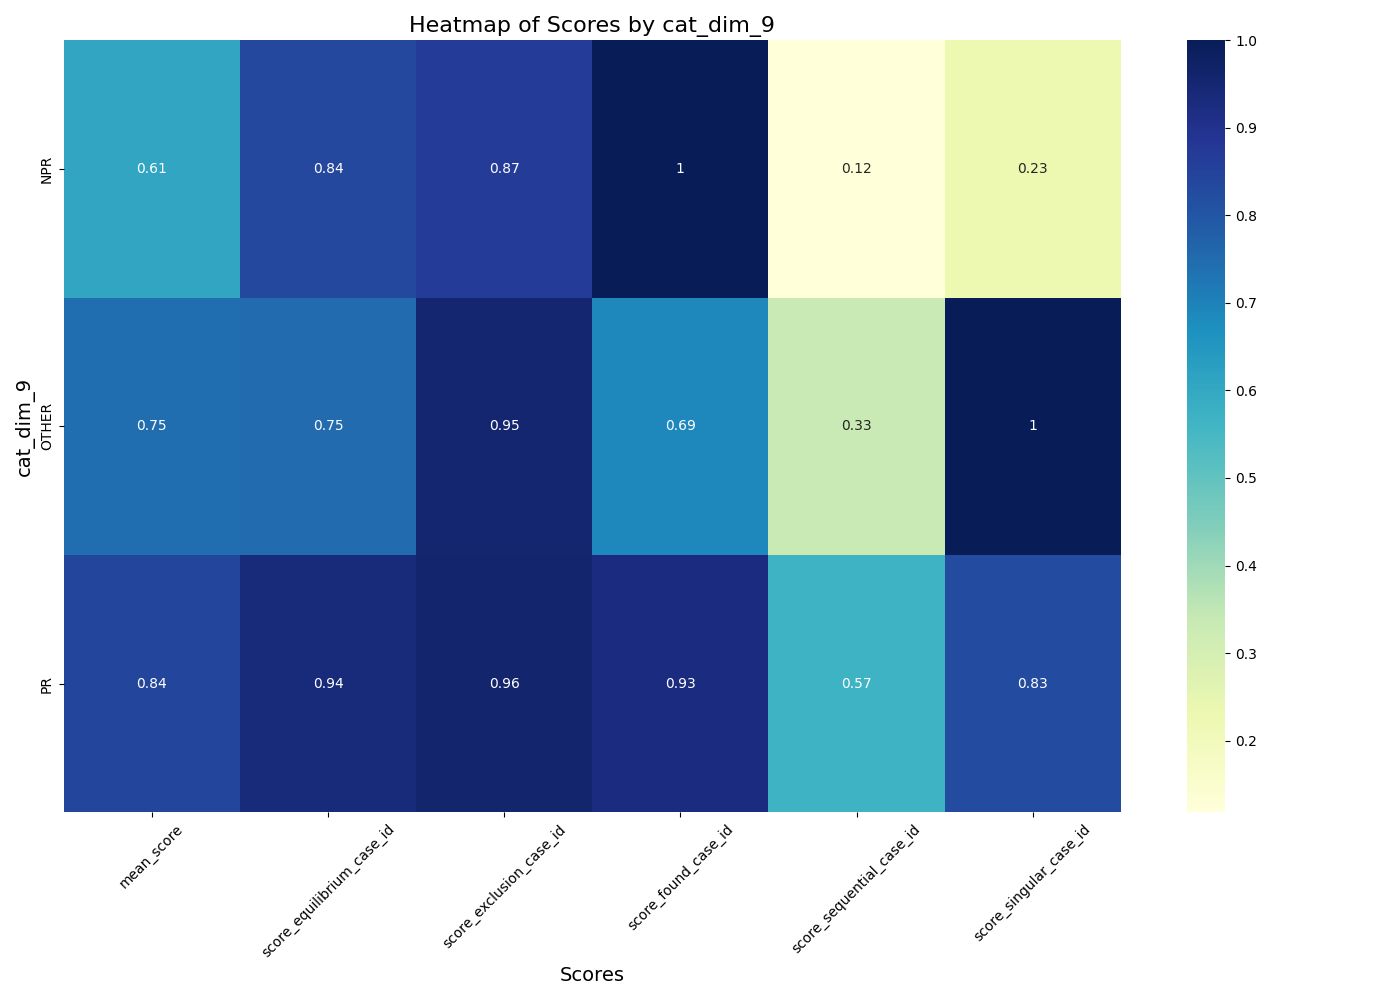 Heatmap of Scores by cat_dim_9
cat_dim_9
NPR
0.61 0.84 0.87 1 0.12 0.23
OTHER
0.75 0.75 0.95 0.69 0.33 1
PR
0.84 0.94 0.96 0.93 0.57 0.83
mean_score
score_equilibrium_case_id
score_exclusion_case_id
score_found_case_id
score_sequential_case_id
score_singular_case_id
Scores
1.0
0.9
0.8
0.7
0.6
0.5
0.4
0.3
0.2